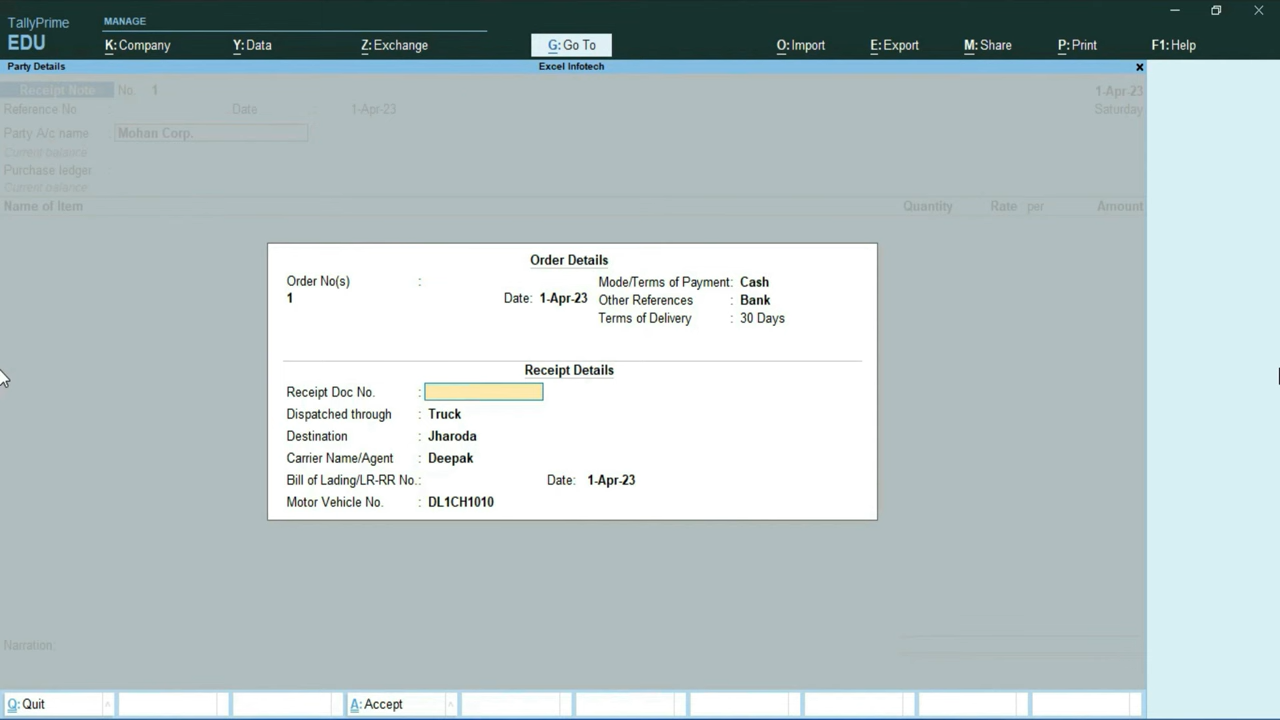 TallyPrime
EDU
MANAGE
K: Company
Y: Data
Z: Exchange
G: Go To
O: Import
E: Export
M: Share
P: Print
F1: Help
Party Details
Excel Infotech
Receipt Note No. 1
1-Apr-23
Reference No
Date : 1-Apr-23
Saturday
Party A/c name : Mohan Corp.
Current balance :
Purchase ledger :
Current balance :
Name of Item Quantity Rate per Amount
Order Details
Order No(s) :
1 Date: 1-Apr-23
Mode/Terms of Payment: Cash
Other References : Bank
Terms of Delivery : 30 Days
Receipt Details
Receipt Doc No. :
Dispatched through : Truck
Destination : Jharoda
Carrier Name/Agent : Deepak
Bill of Lading/LR-RR No.: Date: 1-Apr-23
Motor Vehicle No. : DL1CH1010
Narration:
Q: Quit
A: Accept